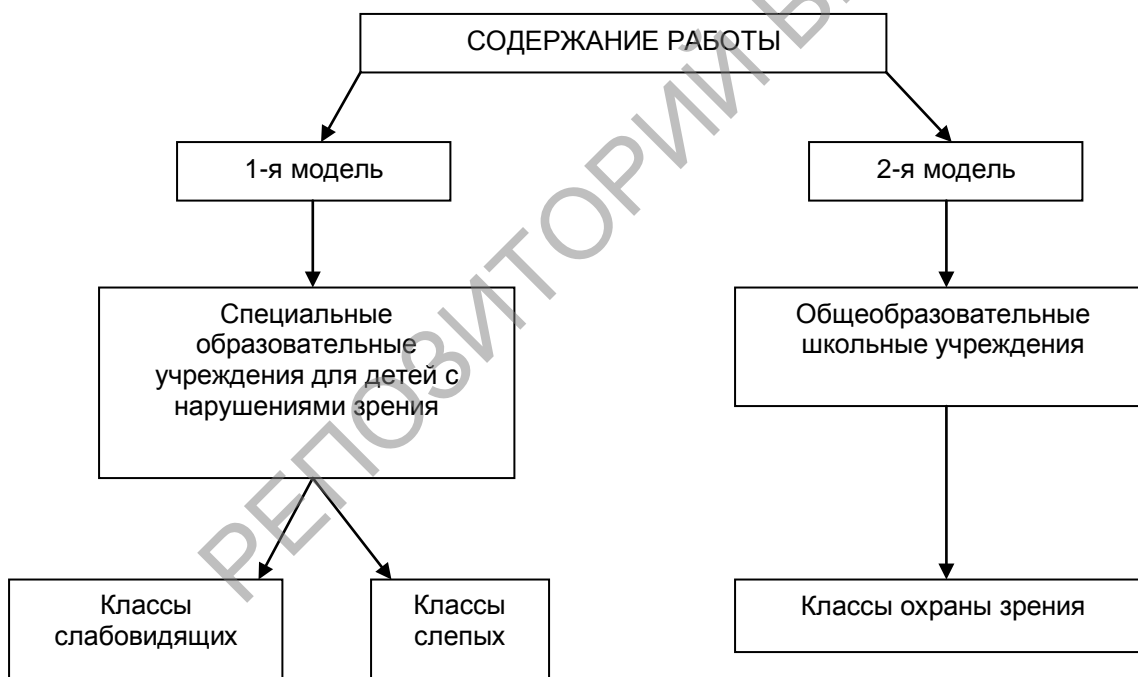 СОДЕРЖАНИЕ РАБОТЫ
1-я модель
2-я модель
Специальные
образовательные
учреждения для детей с
нарушениями зрения
Общеобразовательные
школьные учреждения
Классы
слабовидящих
Классы
слепых
Классы охраны зрения
РЕПОЗИТОРИЙ